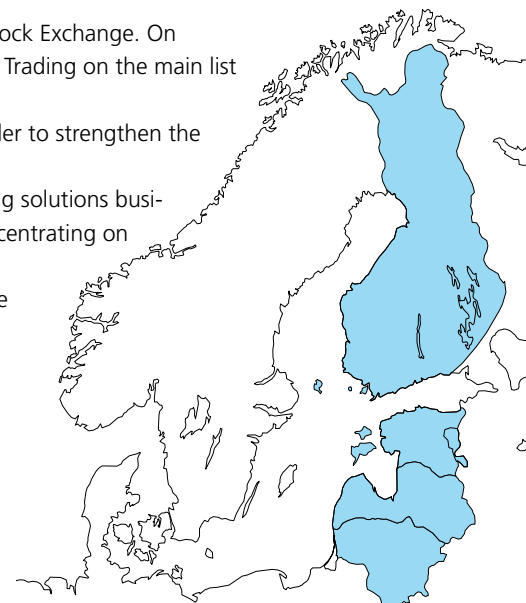 ock Exchange. On
Trading on the main list
ler to strengthen the
g solutions busi-
centrating on
e